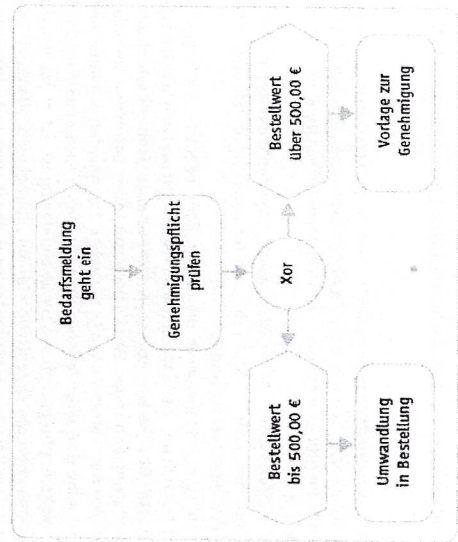 Bedarfsmeldung
geht ein
Genehmigungspflicht
prüfen
Xor
Bestellwert
bis 500,00 €
Bestellwert
über 500,00 €
Umwandlung
in Bestellung
Vorlage zur
Genehmigung